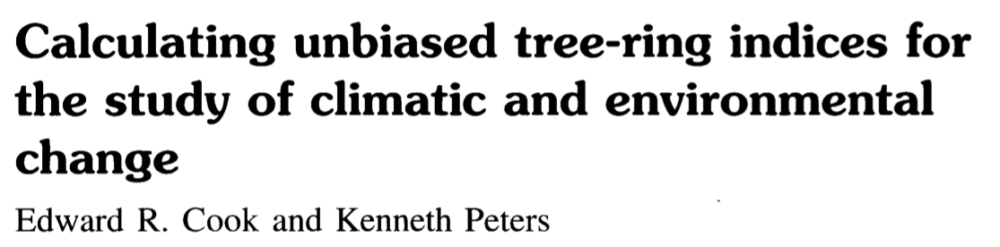 Calculating unbiased tree-ring indices for
the study of climatic and environmental
change
Edward R. Cook and Kenneth Peters